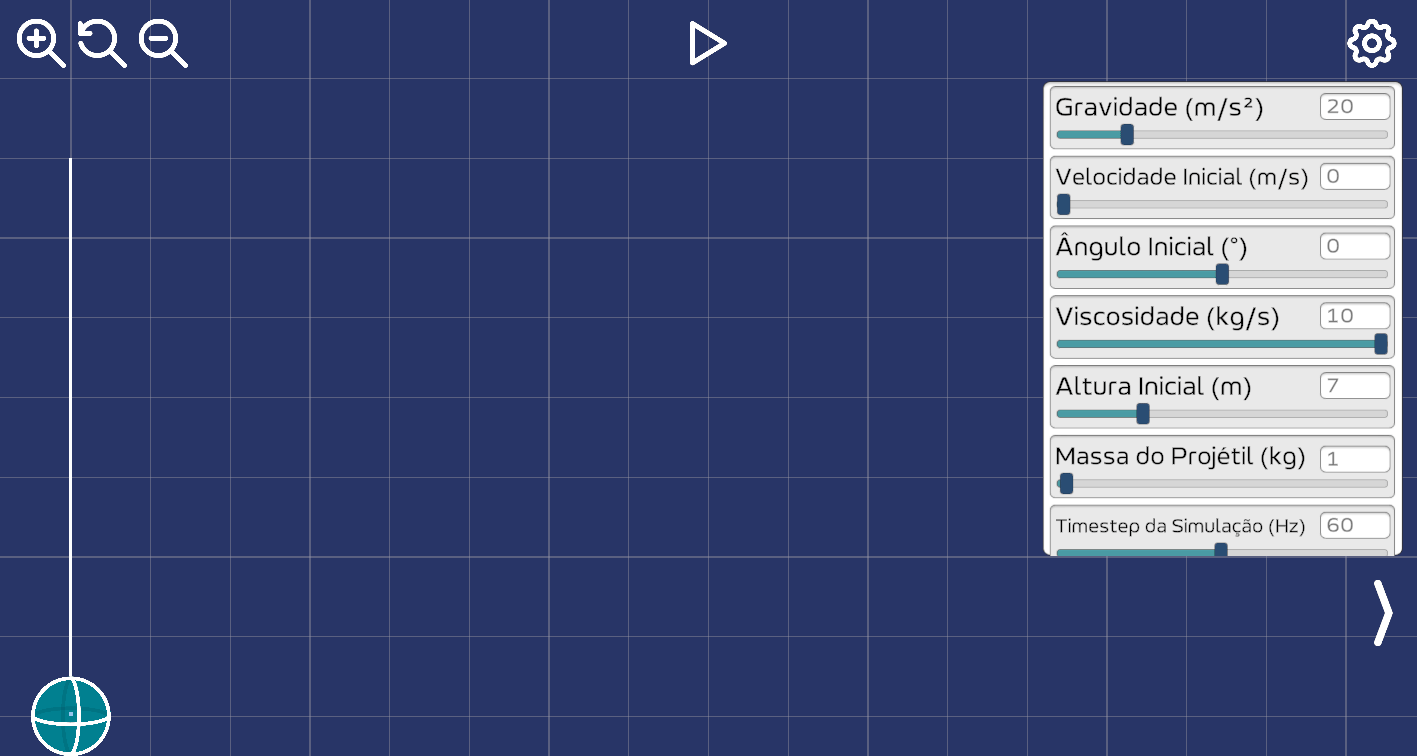 Gravidade (m/s²) 20
Velocidade Inicial (m/s) 0
Ângulo Inicial (°) 0
Viscosidade (kg/s) 10
Altura Inicial (m) 7
Massa do Projétil (kg) 1
Timestep da Simulação (Hz) 60